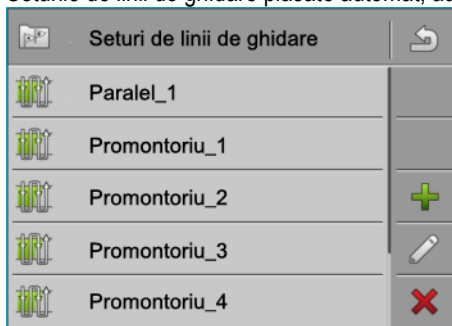 Seturi de linii de ghidare
Paralel_1
Promontoriu_1
Promontoriu_2
Promontoriu_3
Promontoriu_4